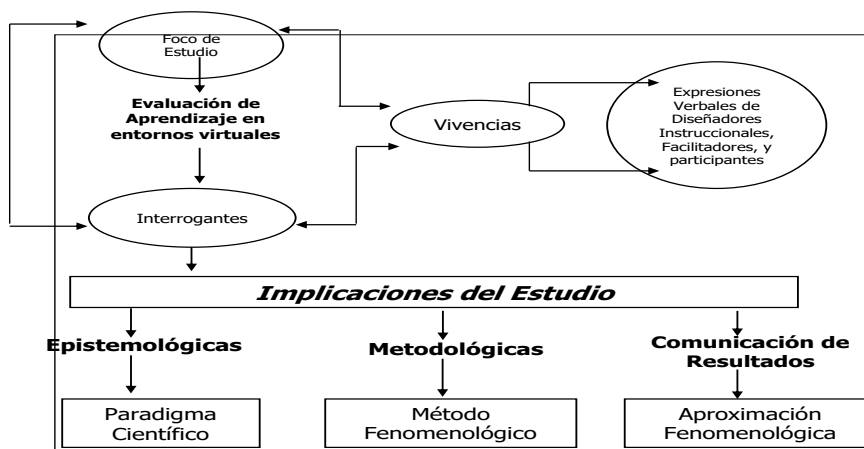 Foco de
Estudio
Evaluación de
Aprendizaje en
entornos virtuales
Vivencias
Expresiones
Verbales de
Diseñadores
Instruccionales,
Facilitadores, y
participantes
Interrogantes
Implicaciones del Estudio
Epistemológicas
Metodológicas
Comunicación de
Resultados
Paradigma
Científico
Método
Fenomenológico
Aproximación
Fenomenológica